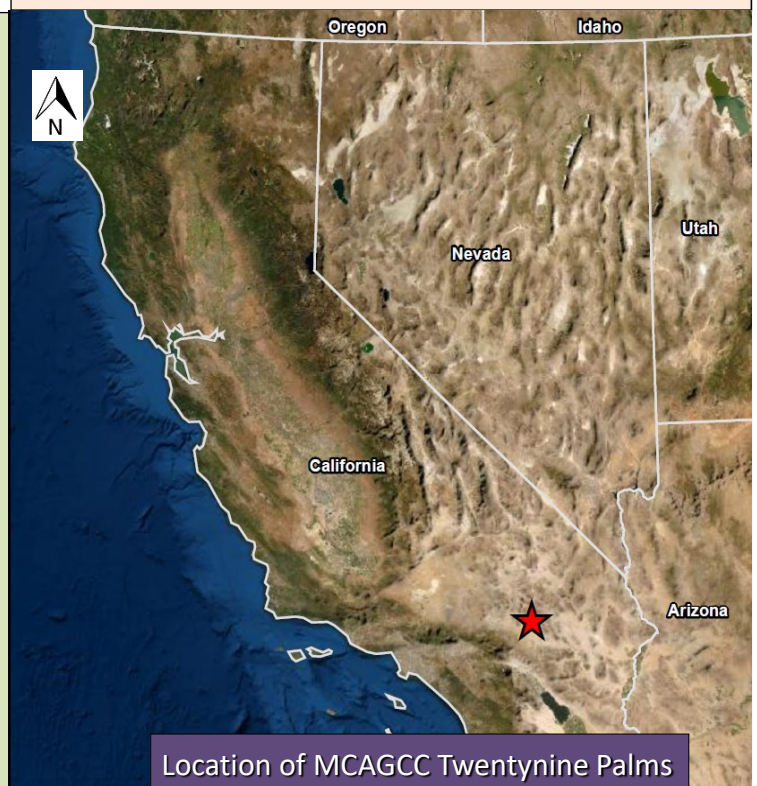 Oregon
Idaho
N
Utah
Nevada
California
Arizona
Location of MCAGCC Twentynine Palms